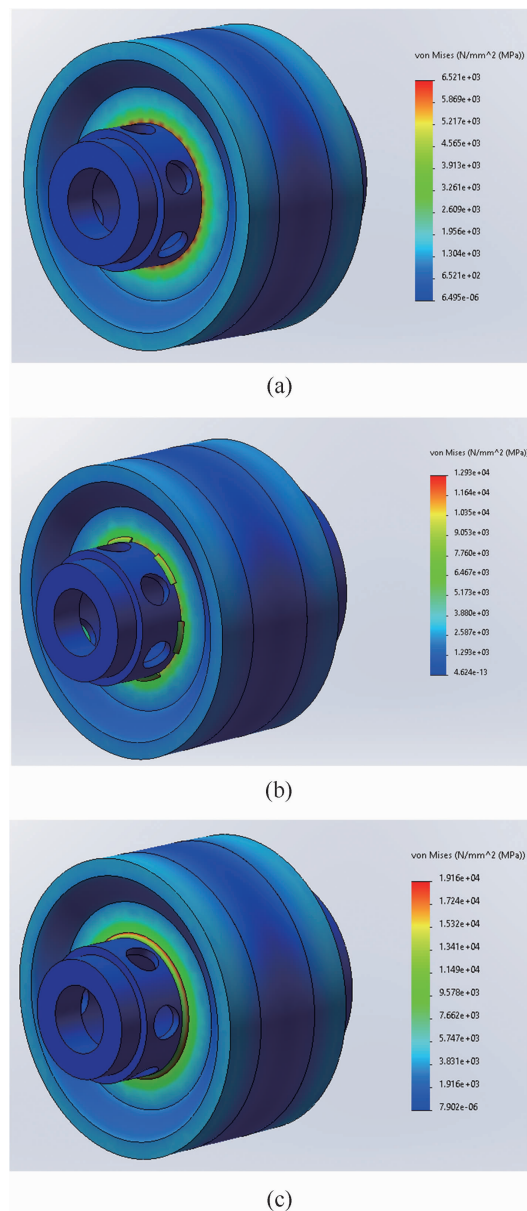 von Mises (N/mm^2 (MPa))
6.521e+03
5.869e+03
5.217e+03
4.565e+03
3.913e+03
3.261e+03
2.609e+03
1.956e+03
1.304e+03
6.521e+02
6.495e-06
(a)
von Mises (N/mm^2 (MPa))
1.293e+04
1.164e+04
1.035e+04
9.053e+03
7.760e+03
6.467e+03
5.173e+03
3.880e+03
2.587e+03
1.293e+03
4.624e-13
(b)
von Mises (N/mm^2 (MPa))
1.916e+04
1.724e+04
1.532e+04
1.341e+04
1.149e+04
9.578e+03
7.662e+03
5.747e+03
3.831e+03
1.916e+03
7.902e-06
(c)